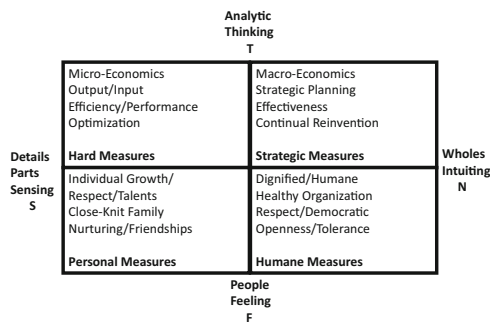 Analytic
Thinking
T
Micro-Economics
Output/Input
Efficiency/Performance
Optimization
Hard Measures
Macro-Economics
Strategic Planning
Effectiveness
Continual Reinvention
Strategic Measures
Details
Parts
Sensing
S
Wholes
Intuiting
N
Individual Growth/
Respect/Talents
Close-Knit Family
Nurturing/Friendships
Personal Measures
Dignified/Humane
Healthy Organization
Respect/Democratic
Openness/Tolerance
Humane Measures
People
Feeling
F